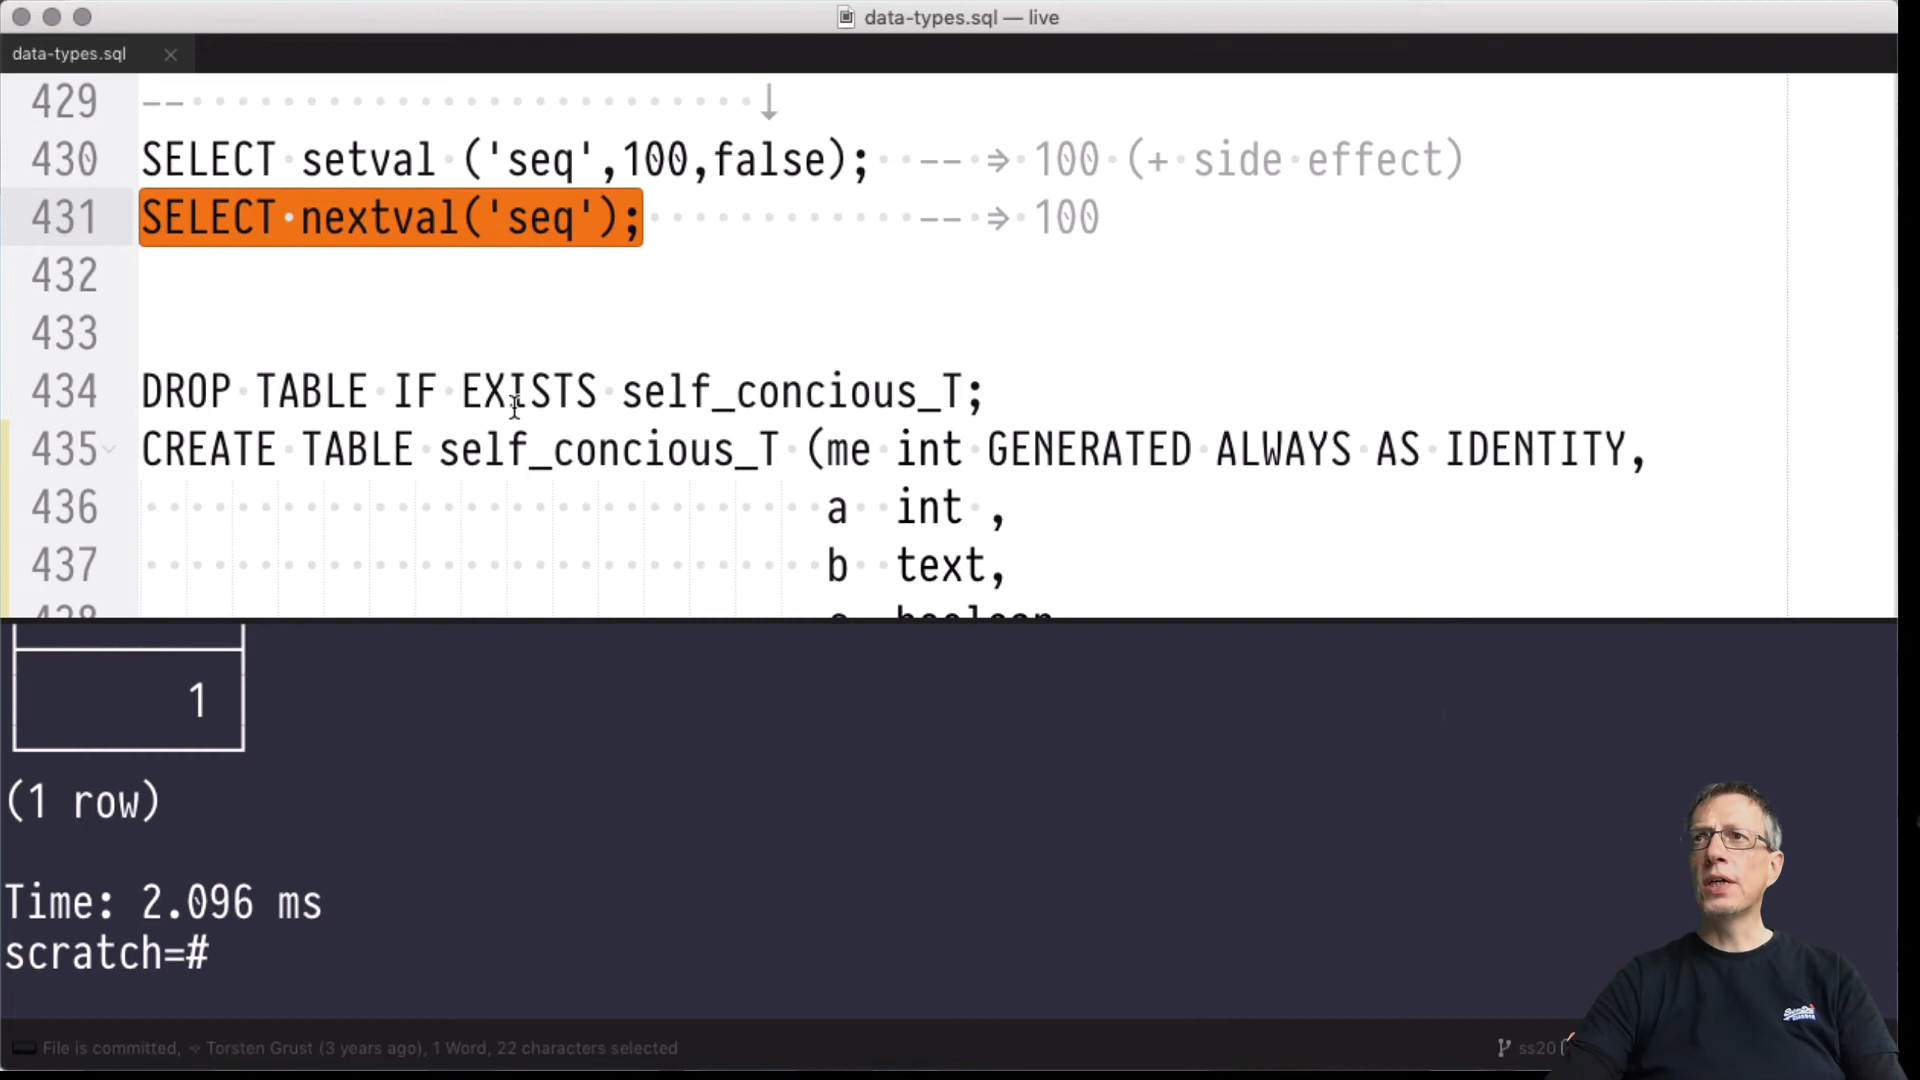 data-types.sql — live
data-types.sql
429 -- ↓
430 SELECT setval ('seq',100,false); -- ⇒ 100 (+ side effect)
431 SELECT nextval('seq'); -- ⇒ 100
432
433
434 DROP TABLE IF EXISTS self_concious_T;
435 CREATE TABLE self_concious_T (me int GENERATED ALWAYS AS IDENTITY,
436 a int ,
437 b text,
1
(1 row)
Time: 2.096 ms
scratch=#
File is committed, Torsten Grust (3 years ago), 1 Word, 22 characters selected
ss20